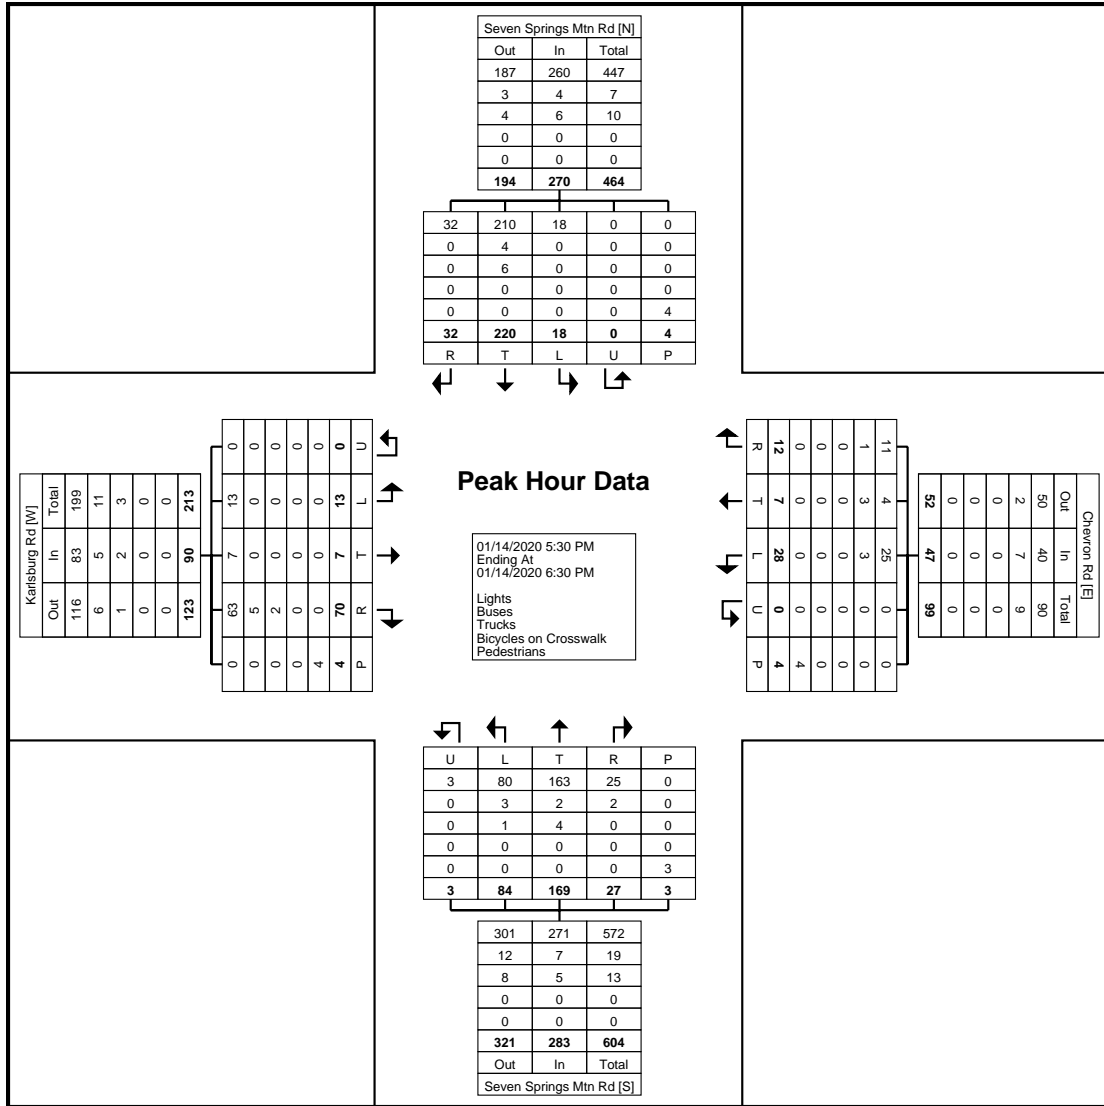 Seven Springs Mtn Rd [N]
Out In Total
187 260 447
3 4 7
4 6 10
0 0 0
0 0 0
194 270 464
32 210 18 0 0
0 4 0 0 0
0 6 0 0 0
0 0 0 0 0
0 0 0 0 4
32 220 18 0 4
R T L U P
Karlsburg Rd [W]
Total 199 11 3 0 0 213
In 83 5 2 0 0 90
Out 116 6 1 0 0 123
0 0 0 0 0 0 U
13 0 0 0 0 13 L
7 0 0 0 0 7 T
63 5 2 0 0 70 R
0 0 0 0 4 4 P
Peak Hour Data
01/14/2020 5:30 PM
Ending At
01/14/2020 6:30 PM
Lights
Buses
Trucks
Bicycles on Crosswalk
Pedestrians
R 12 0 0 0 1 11
T 7 0 0 0 3 4
L 28 0 0 0 3 25
U 0 0 0 0 0 0
P 4 4 0 0 0 0
52 0 0 0 2 50 Out
47 0 0 0 7 40 In
99 0 0 0 9 90 Total
Chevron Rd [E]
U L T R P
3 80 163 25 0
0 3 2 2 0
0 1 4 0 0
0 0 0 0 0
0 0 0 0 3
3 84 169 27 3
301 271 572
12 7 19
8 5 13
0 0 0
0 0 0
321 283 604
Out In Total
Seven Springs Mtn Rd [S]